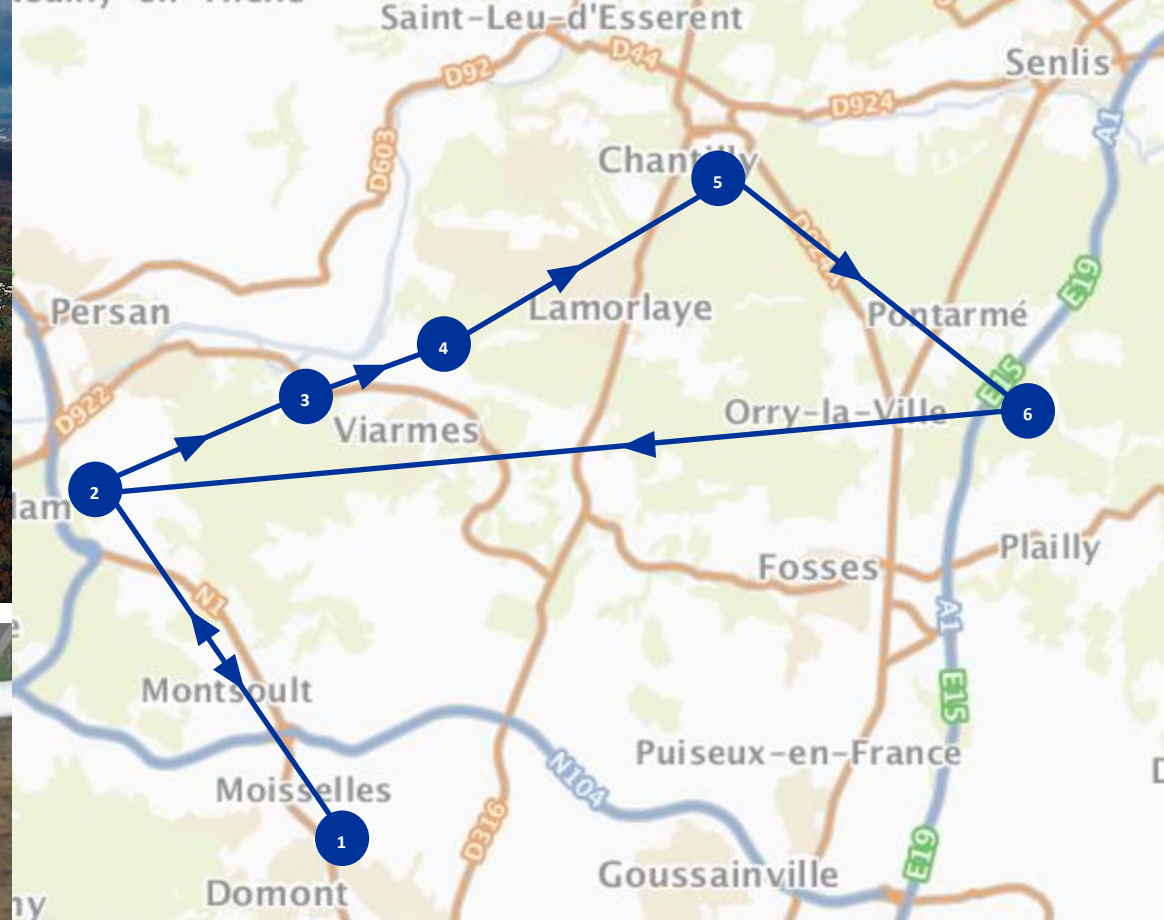 Saint-Leu-d'Esserent
D44
D92
Senlis
D924
A1
D603
Chantilly
5
E19
Persan
Lamorlaye
Pontarmé
4
E15
D922
3
Viarmes
Orry-la-Ville
6
2
lam
Plailly
Fosses
N1
A1
Montsoult
E15
Puiseux-en-France
Moisselles
N104
D316
1
E19
Goussainville
Domont
ny